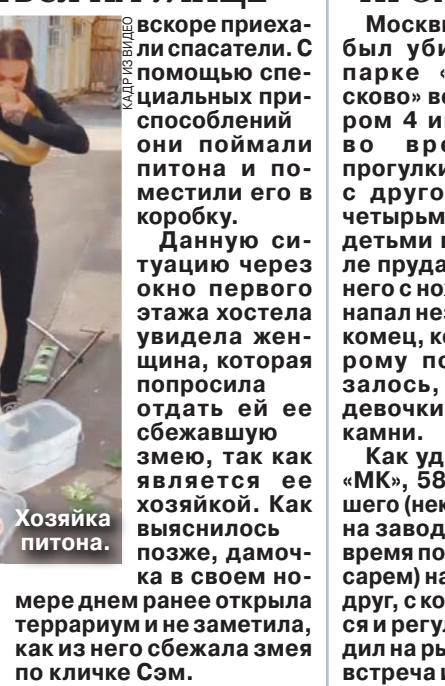 КАДР ИЗ ВИДЕО
Хозяйка
питона.
вскоре приеха-
ли спасатели. С
помощью спе-
циальных при-
способлений
они поймали
питона и по-
местили его в
коробку.
Данную си-
туацию через
окно первого
этажа хостела
увидела жен-
щина, которая
попросила
отдать ей ее
сбежавшую
змею, так как
является ее
хозяйкой. Как
выяснилось
позже, дамоч-
ка в своем но-
мере днем ранее открыла
террариум и не заметила,
как из него сбежала змея
по кличке Сэм.
Москви
был уби
парке «
сково» ве
ром 4 и
во вре
прогулки
с друго
четырьм
детьми
ле пруда
него с но
напал не
комец, к
рому по
залось,
девочки
камни.
Как уд
«МК», 58
шего (не
на завод
время по
сарем) на
друг, с ко
ся и регу
дил на ры
встреча